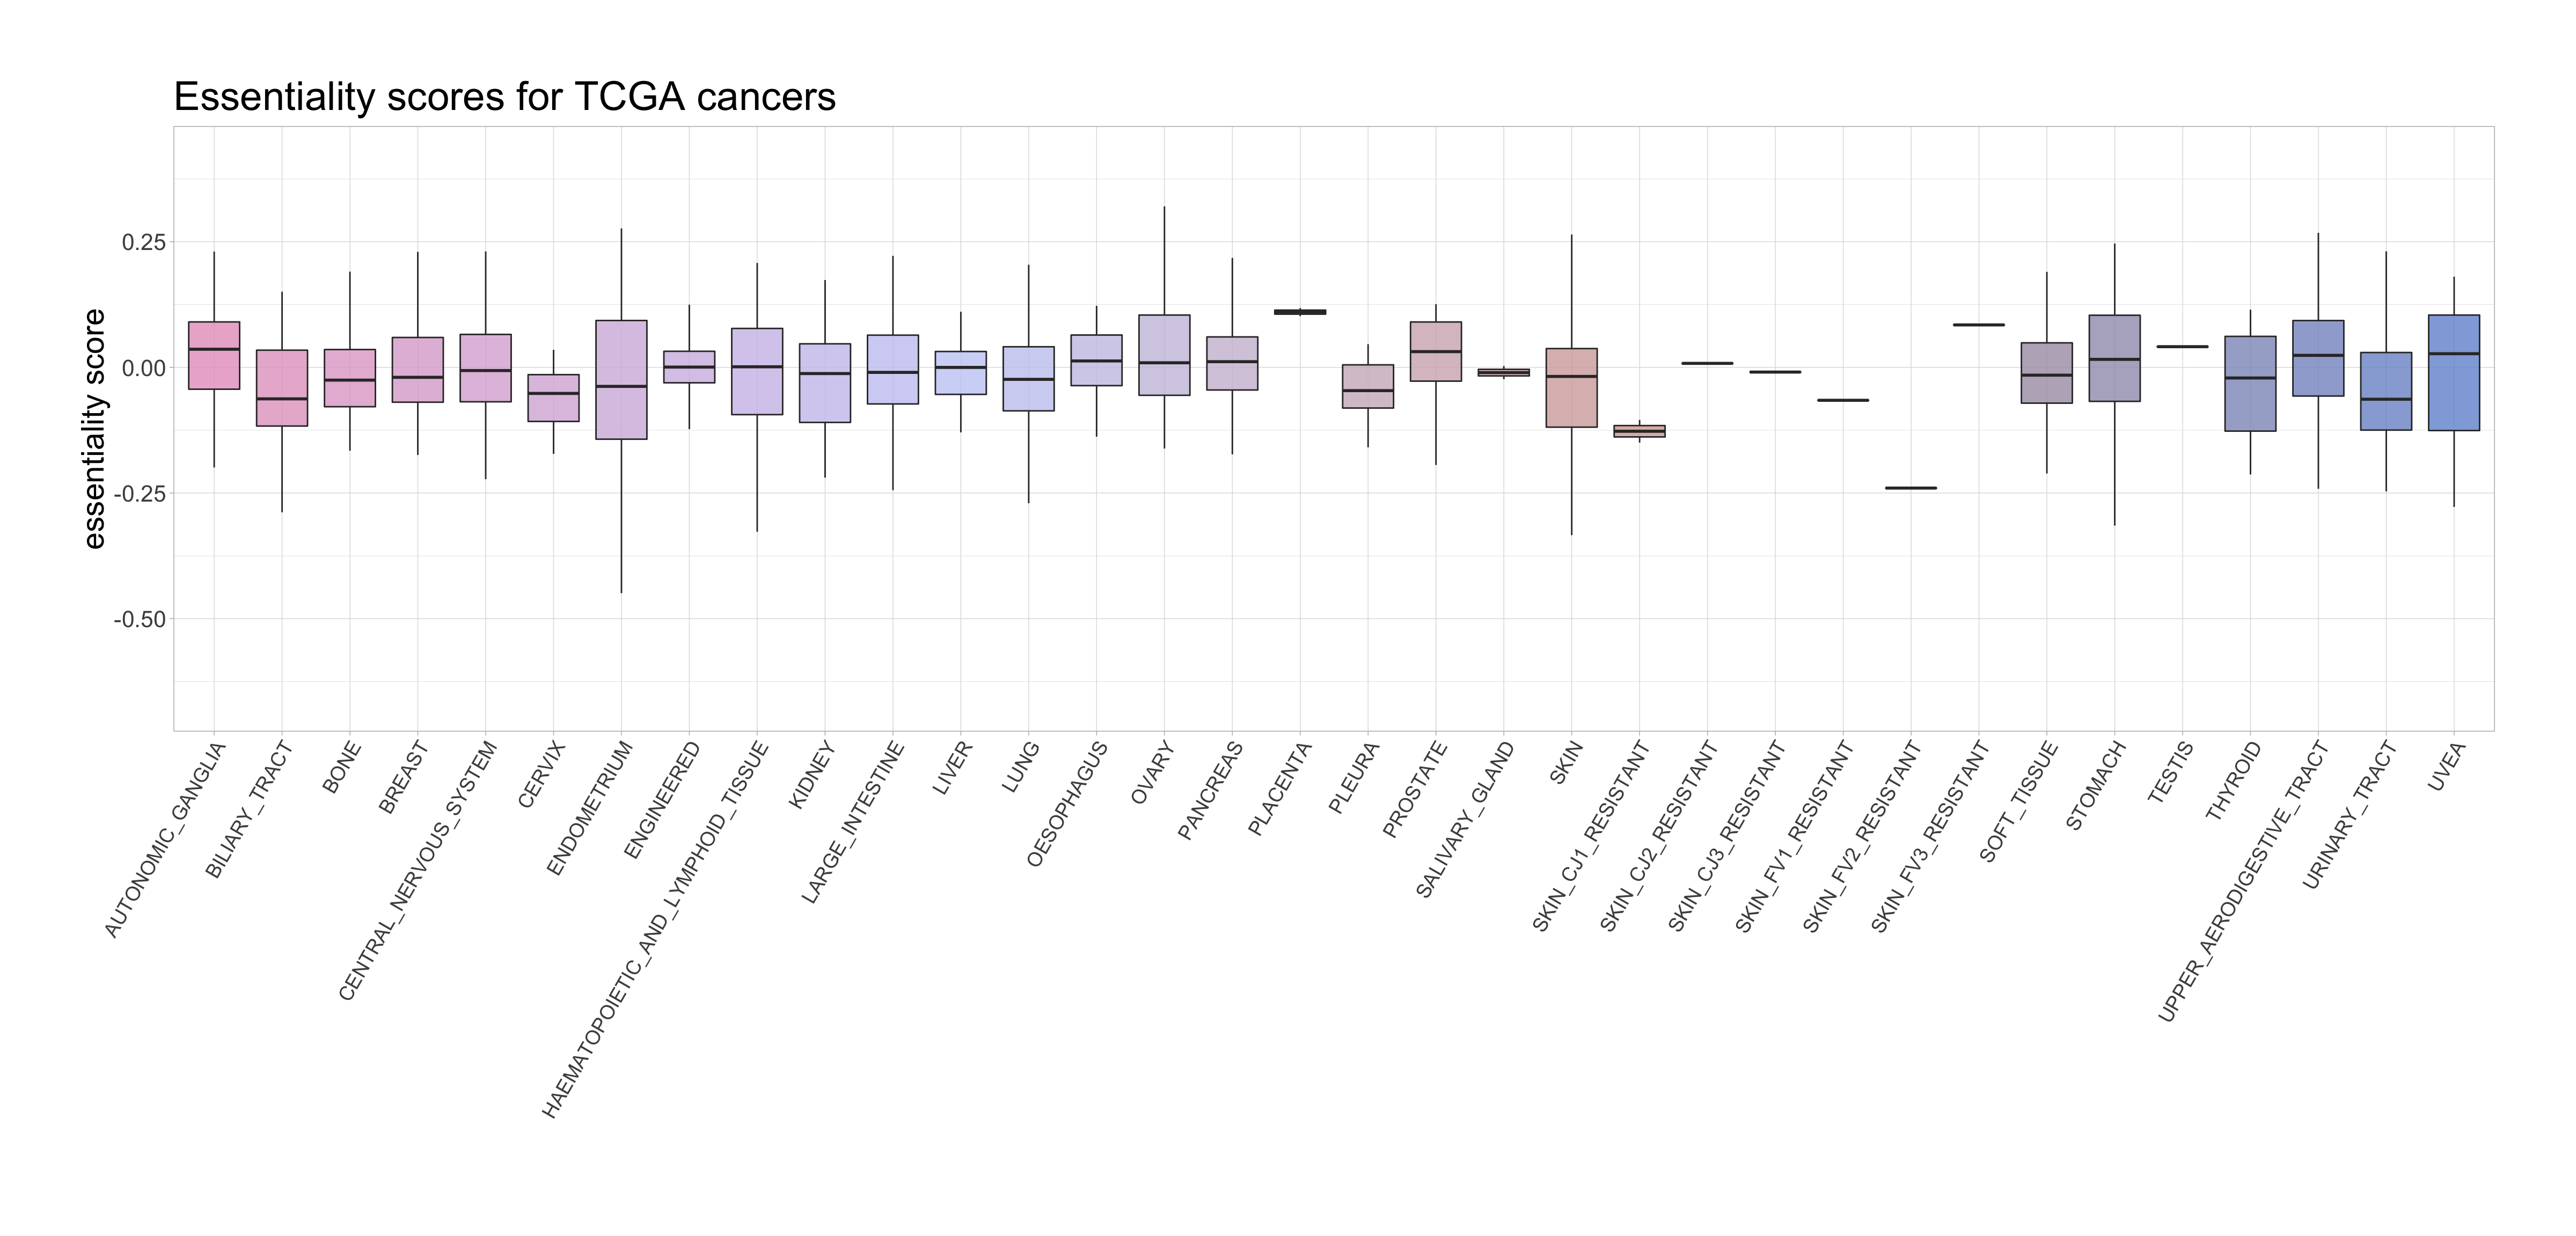 Essentiality scores for TCGA cancers
essentiality score
0.25
0.00
-0.25
-0.50
AUTONOMIC_GANGLIA
BILIARY_TRACT
BONE
BREAST
CENTRAL_NERVOUS_SYSTEM
CERVIX
ENDOMETRIUM
ENGINEERED
HAEMATOPOIETIC_AND_LYMPHOID_TISSUE
KIDNEY
LARGE_INTESTINE
LIVER
LUNG
OESOPHAGUS
OVARY
PANCREAS
PLACENTA
PLEURA
PROSTATE
SALIVARY_GLAND
SKIN
SKIN_CJ1_RESISTANT
SKIN_CJ2_RESISTANT
SKIN_CJ3_RESISTANT
SKIN_FV1_RESISTANT
SKIN_FV2_RESISTANT
SKIN_FV3_RESISTANT
SOFT_TISSUE
STOMACH
TESTIS
THYROID
UPPER_AERODIGESTIVE_TRACT
URINARY_TRACT
UVEA